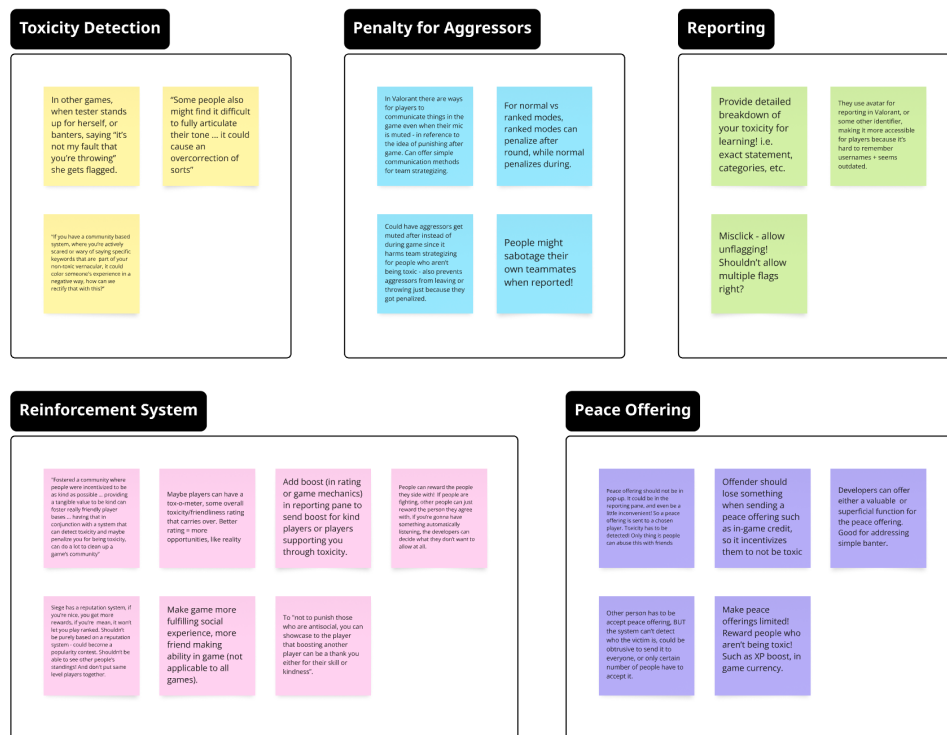 Toxicity Detection
In other games,
when tester stands
up for herself, or
banters, saying "it's
not my fault that
you're throwing"
she gets flagged.
"Some people also
might find it difficult
to fully articulate
their tone ... it could
cause an
overcorrection of
sorts"
"If you have a community based
system, where you're actively
scared or wary of saying specific
keywords that are part of your
non-toxic vernacular, it could
color someone's experience in a
negative way, how can we
rectify that with this?"
Penalty for Aggressors
In Valorant there are ways
for players to
communicate things in the
game even when their mic
is muted - in reference to
the idea of punishing after
game. Can offer simple
communication methods
for team strategizing.
For normal vs
ranked modes,
ranked modes can
penalize after
round, while normal
penalizes during.
Could have aggressors get
muted after instead of
during game since it
harms team strategizing
for people who aren't
being toxic - also prevents
aggressors from leaving or
throwing just because they
got penalized.
People might
sabotage their
own teammates
when reported!
Reporting
Provide detailed
breakdown of
your toxicity for
learning! i.e.
exact statement,
categories, etc.
They use avatar for
reporting in Valorant, or
some other identifier,
making it more accessible
for players because it's
hard to remember
usernames + seems
outdated.
Misclick - allow
unflagging!
Shouldn't allow
multiple flags
right?
Reinforcement System
"Fostered a community where
people were incentivized to be
as kind as possible ... providing
a tangible value to be kind can
foster really friendly player
bases ... having that in
conjunction with a system that
can detect toxicity and maybe
penalize you for being toxicity,
can do a lot to clean up a
game's community"
Maybe players can have a
tox-o-meter, some overall
toxicity/friendliness rating
that carries over. Better
rating = more
opportunities, like reality
Add boost (in rating
or game mechanics)
in reporting pane to
send boost for kind
players or players
supporting you
through toxicity.
People can reward the people
they side with! If people are
fighting, other people can just
reward the person they agree
with; if you're gonna have
something automatically
learning, the developers can
decide what they don't want to
allow at all.
Siege has a reputation system, if
you're nice, you get more
rewards, if you're mean, it won't
let you play ranked. Shouldn't
be purely based on a reputation
system - could become a
popularity contest. Shouldn't be
able to see other people's
standings! And don't put same
level players together.
Make game more
fulfilling social
experience, more
friend making
ability in game (not
applicable to all
games).
To "not to punish those
who are antisocial, you can
showcase to the player
that boosting another
player can be a thank you
either for their skill or
kindness".
Peace Offering
Peace offering should not be in
pop-up. It could be in the
reporting pane, and even be a
little inconvenient! So a peace
offering is sent to a chosen
player. Toxicity has to be
detected! Only thing is people
can abuse this with friends
Offender should
lose something
when sending a
peace offering such
as in-game credit,
so it incentivizes
them to not be toxic
Developers can offer
either a valuable or
superficial function for
the peace offering.
Good for addressing
simple banter.
Other person has to be
accept peace offering, BUT
the system can't detect
who the victim is, could
be obtrusive to send it to
everyone, or only certain
number of people have to
accept it.
Make peace
offerings limited!
Reward people who
aren't being toxic!
Such as XP boost, in
game currency.